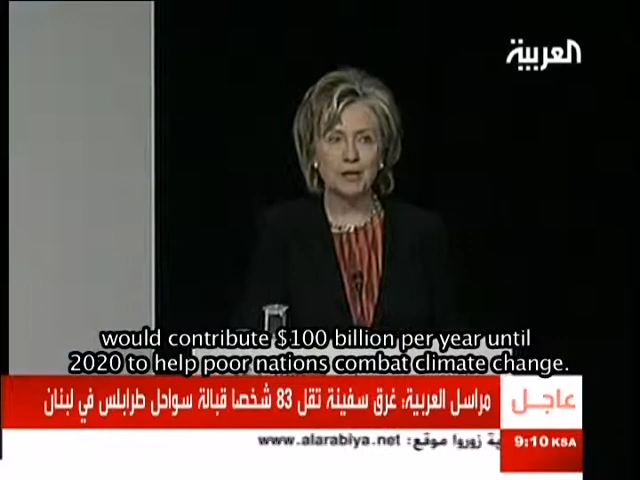 العربية
would contribute $100 billion per year until
2020 to help poor nations combat climate change.
عاجل
مراسل العربية: غرق سفينة تقل 83 شخصا قبالة سواحل طرابلس في لبنان
زوروا موقع: www.alarabiya.net
9:10 KSA